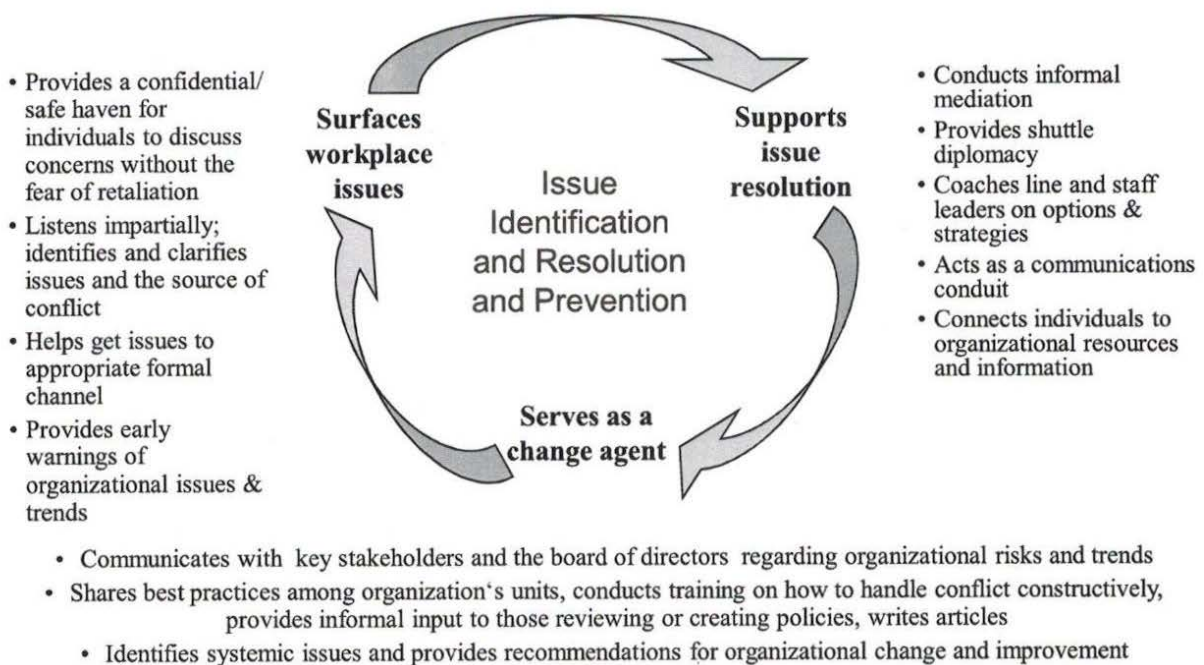 • Provides a confidential/
safe haven for
individuals to discuss
concerns without the
fear of retaliation
• Listens impartially;
identifies and clarifies
issues and the source of
conflict
• Helps get issues to
appropriate formal
channel
• Provides early
warnings of
organizational issues &
trends
Surfaces
workplace
issues
Issue
Identification
and Resolution
and Prevention
Supports
issue
resolution
• Conducts informal
mediation
• Provides shuttle
diplomacy
• Coaches line and staff
leaders on options &
strategies
• Acts as a communications
conduit
• Connects individuals to
organizational resources
and information
Serves as a
change agent
• Communicates with key stakeholders and the board of directors regarding organizational risks and trends
• Shares best practices among organization‘s units, conducts training on how to handle conflict constructively,
provides informal input to those reviewing or creating policies, writes articles
• Identifies systemic issues and provides recommendations for organizational change and improvement